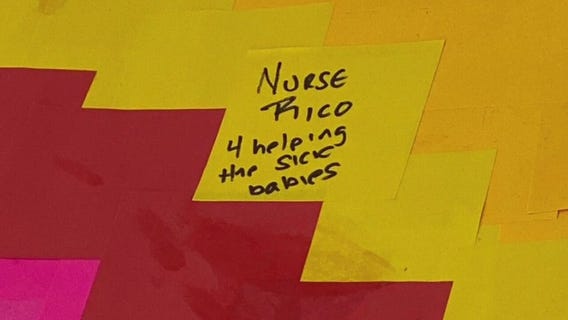 NURSE
RICO
4 helping
the sick
babies